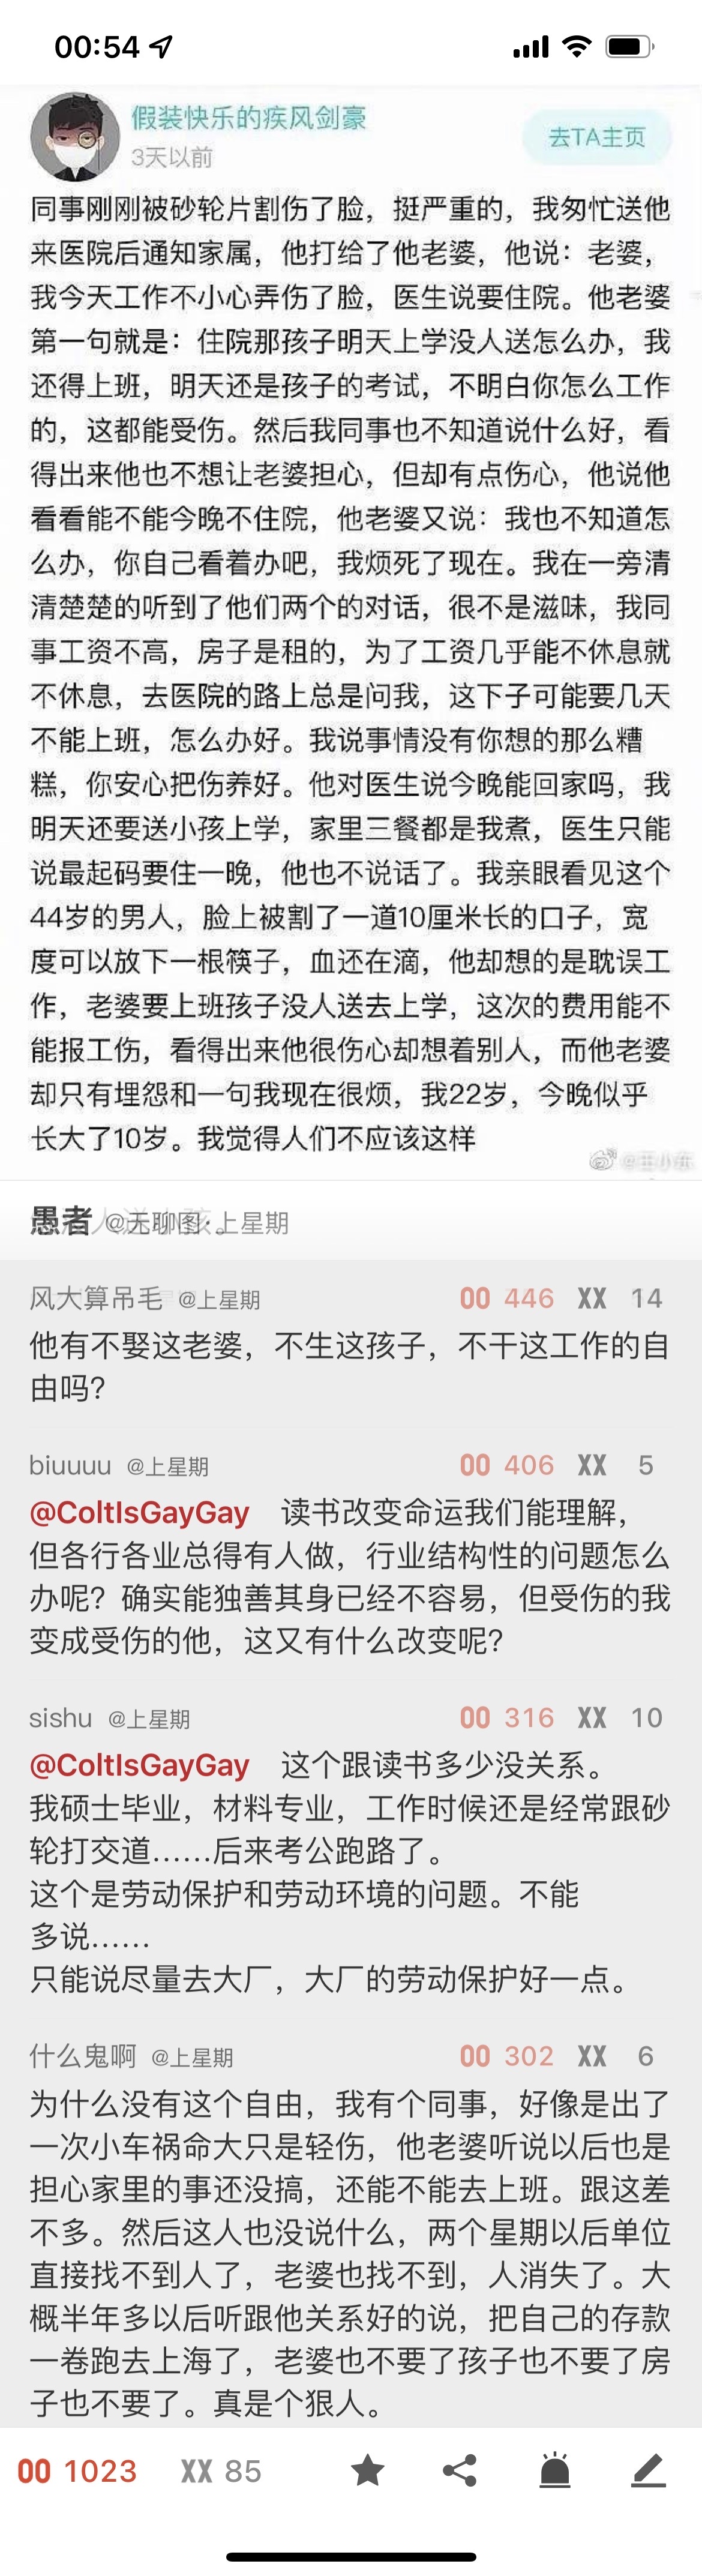 00:54
假装快乐的疾风剑豪
3天以前
去TA主页
同事刚刚被砂轮片割伤了脸，挺严重的，我匆忙送他
来医院后通知家属，他打给了他老婆，他说：老婆，
我今天工作不小心弄伤了脸，医生说要住院。他老婆
第一句就是：住院那孩子明天上学没人送怎么办，我
还得上班，明天还是孩子的考试，不明白你怎么工作
的，这都能受伤。然后我同事也不知道说什么好，看
得出来他也不想让老婆担心，但却有点伤心，他说他
看看能不能今晚不住院，他老婆又说：我也不知道怎
么办，你自己看着办吧，我烦死了现在。我在一旁清
清楚楚的听到了他们两个的对话，很不是滋味，我同
事工资不高，房子是租的，为了工资几乎能不休息就
不休息，去医院的路上总是问我，这下子可能要几天
不能上班，怎么办好。我说事情没有你想的那么糟
糕，你安心把伤养好。他对医生说今晚能回家吗，我
明天还要送小孩上学，家里三餐都是我煮，医生只能
说最起码要住一晚，他也不说话了。我亲眼看见这个
44岁的男人，脸上被割了一道10厘米长的口子，宽
度可以放下一根筷子，血还在滴，他却想的是耽误工
作，老婆要上班孩子没人送去上学，这次的费用能不
能报工伤，看得出来他很伤心却想着别人，而他老婆
却只有埋怨和一句我现在很烦，我22岁，今晚似乎
长大了10岁。我觉得人们不应该这样
@王小东
愚者 @无聊图·上星期
风大算吊毛 @上星期 OO 446 XX 14
他有不娶这老婆，不生这孩子，不干这工作的自
由吗？
biuuuu @上星期 OO 406 XX 5
@ColtIsGayGay 读书改变命运我们能理解，
但各行各业总得有人做，行业结构性的问题怎么
办呢？确实能独善其身已经不容易，但受伤的我
变成受伤的他，这又有什么改变呢？
sishu @上星期 OO 316 XX 10
@ColtIsGayGay 这个跟读书多少没关系。
我硕士毕业，材料专业，工作时候还是经常跟砂
轮打交道……后来考公跑路了。
这个是劳动保护和劳动环境的问题。不能
多说……
只能说尽量去大厂，大厂的劳动保护好一点。
什么鬼啊 @上星期 OO 302 XX 6
为什么没有这个自由，我有个同事，好像是出了
一次小车祸命大只是轻伤，他老婆听说以后也是
担心家里的事还没搞，还能不能去上班。跟这差
不多。然后这人也没说什么，两个星期以后单位
直接找不到人了，老婆也找不到，人消失了。大
概半年多以后听跟他关系好的说，把自己的存款
一卷跑去上海了，老婆也不要了孩子也不要了房
子也不要了。真是个狠人。
OO 1023 XX 85